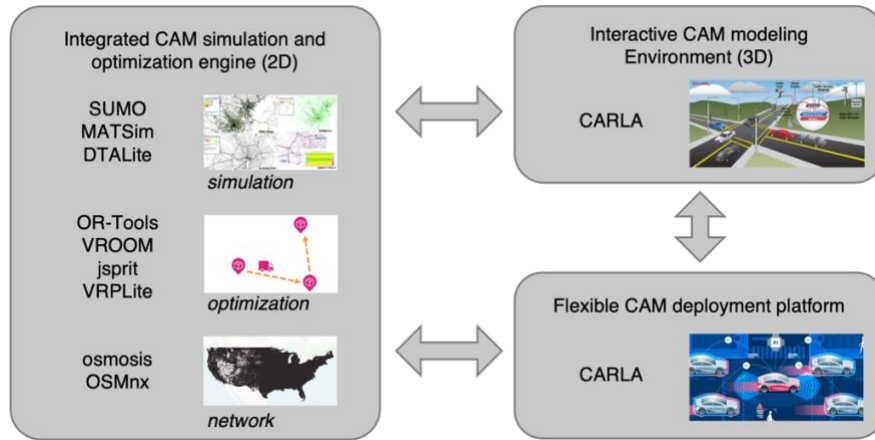 Integrated CAM simulation and
optimization engine (2D)
SUMO
MATSim
DTALite
simulation
OR-Tools
VROOM
jsprit
VRPLite
optimization
osmosis
OSMnx
network
Interactive CAM modeling
Environment (3D)
CARLA
Flexible CAM deployment platform
CARLA